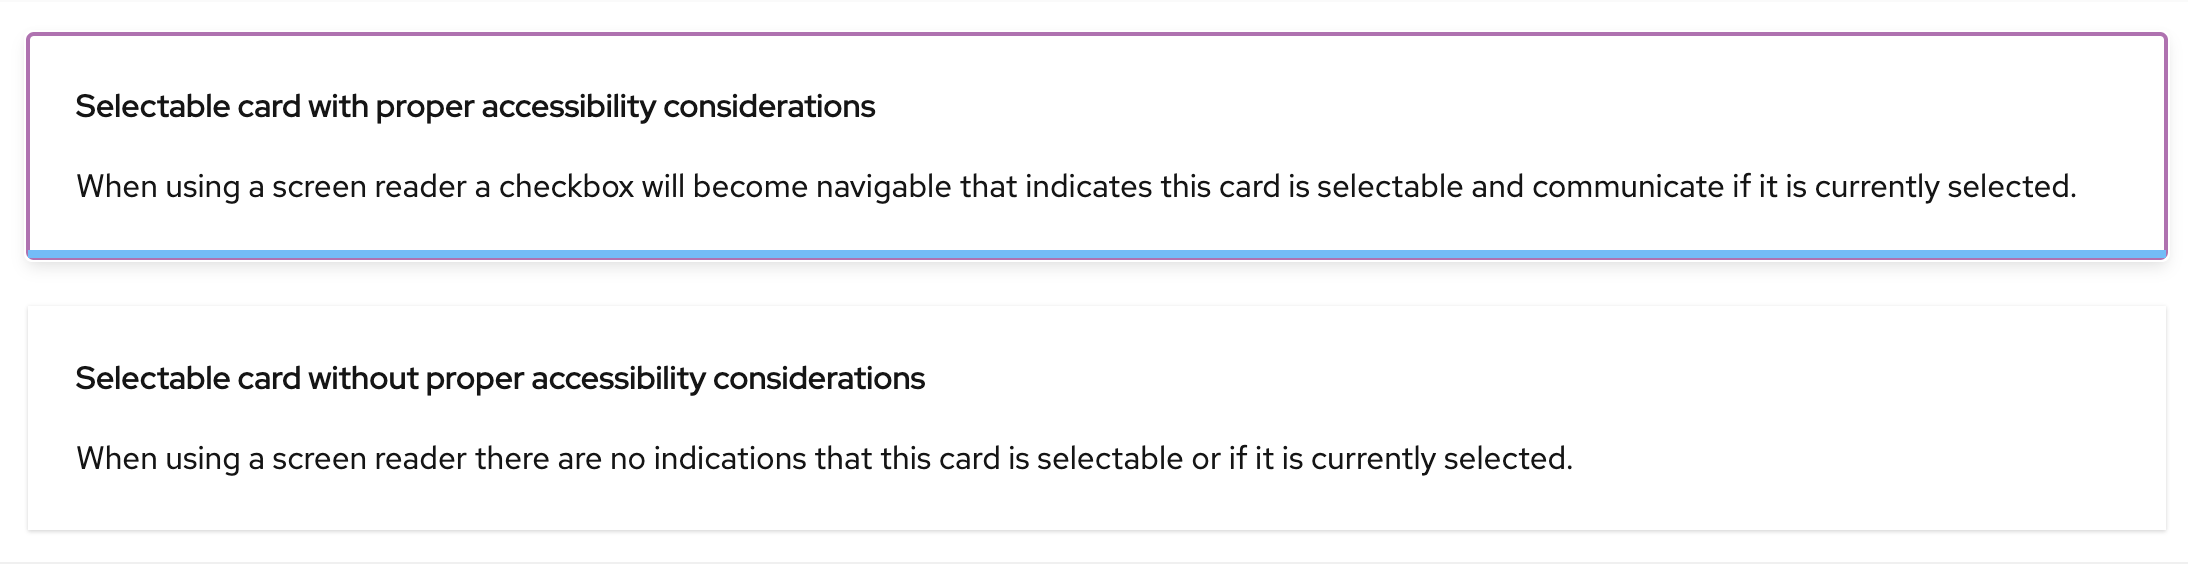 Selectable card with proper accessibility considerations
When using a screen reader a checkbox will become navigable that indicates this card is selectable and communicate if it is currently selected.
Selectable card without proper accessibility considerations
When using a screen reader there are no indications that this card is selectable or if it is currently selected.